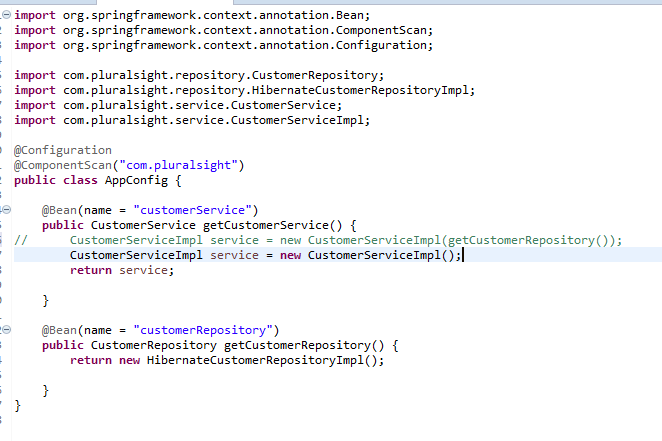 import org.springframework.context.annotation.Bean;
import org.springframework.context.annotation.ComponentScan;
import org.springframework.context.annotation.Configuration;
import com.pluralsight.repository.CustomerRepository;
import com.pluralsight.repository.HibernateCustomerRepositoryImpl;
import com.pluralsight.service.CustomerService;
import com.pluralsight.service.CustomerServiceImpl;
@Configuration
@ComponentScan("com.pluralsight")
public class AppConfig {
@Bean(name = "customerService")
public CustomerService getCustomerService() {
// CustomerServiceImpl service = new CustomerServiceImpl(getCustomerRepository());
CustomerServiceImpl service = new CustomerServiceImpl();
return service;
}
@Bean(name = "customerRepository")
public CustomerRepository getCustomerRepository() {
return new HibernateCustomerRepositoryImpl();
}
}